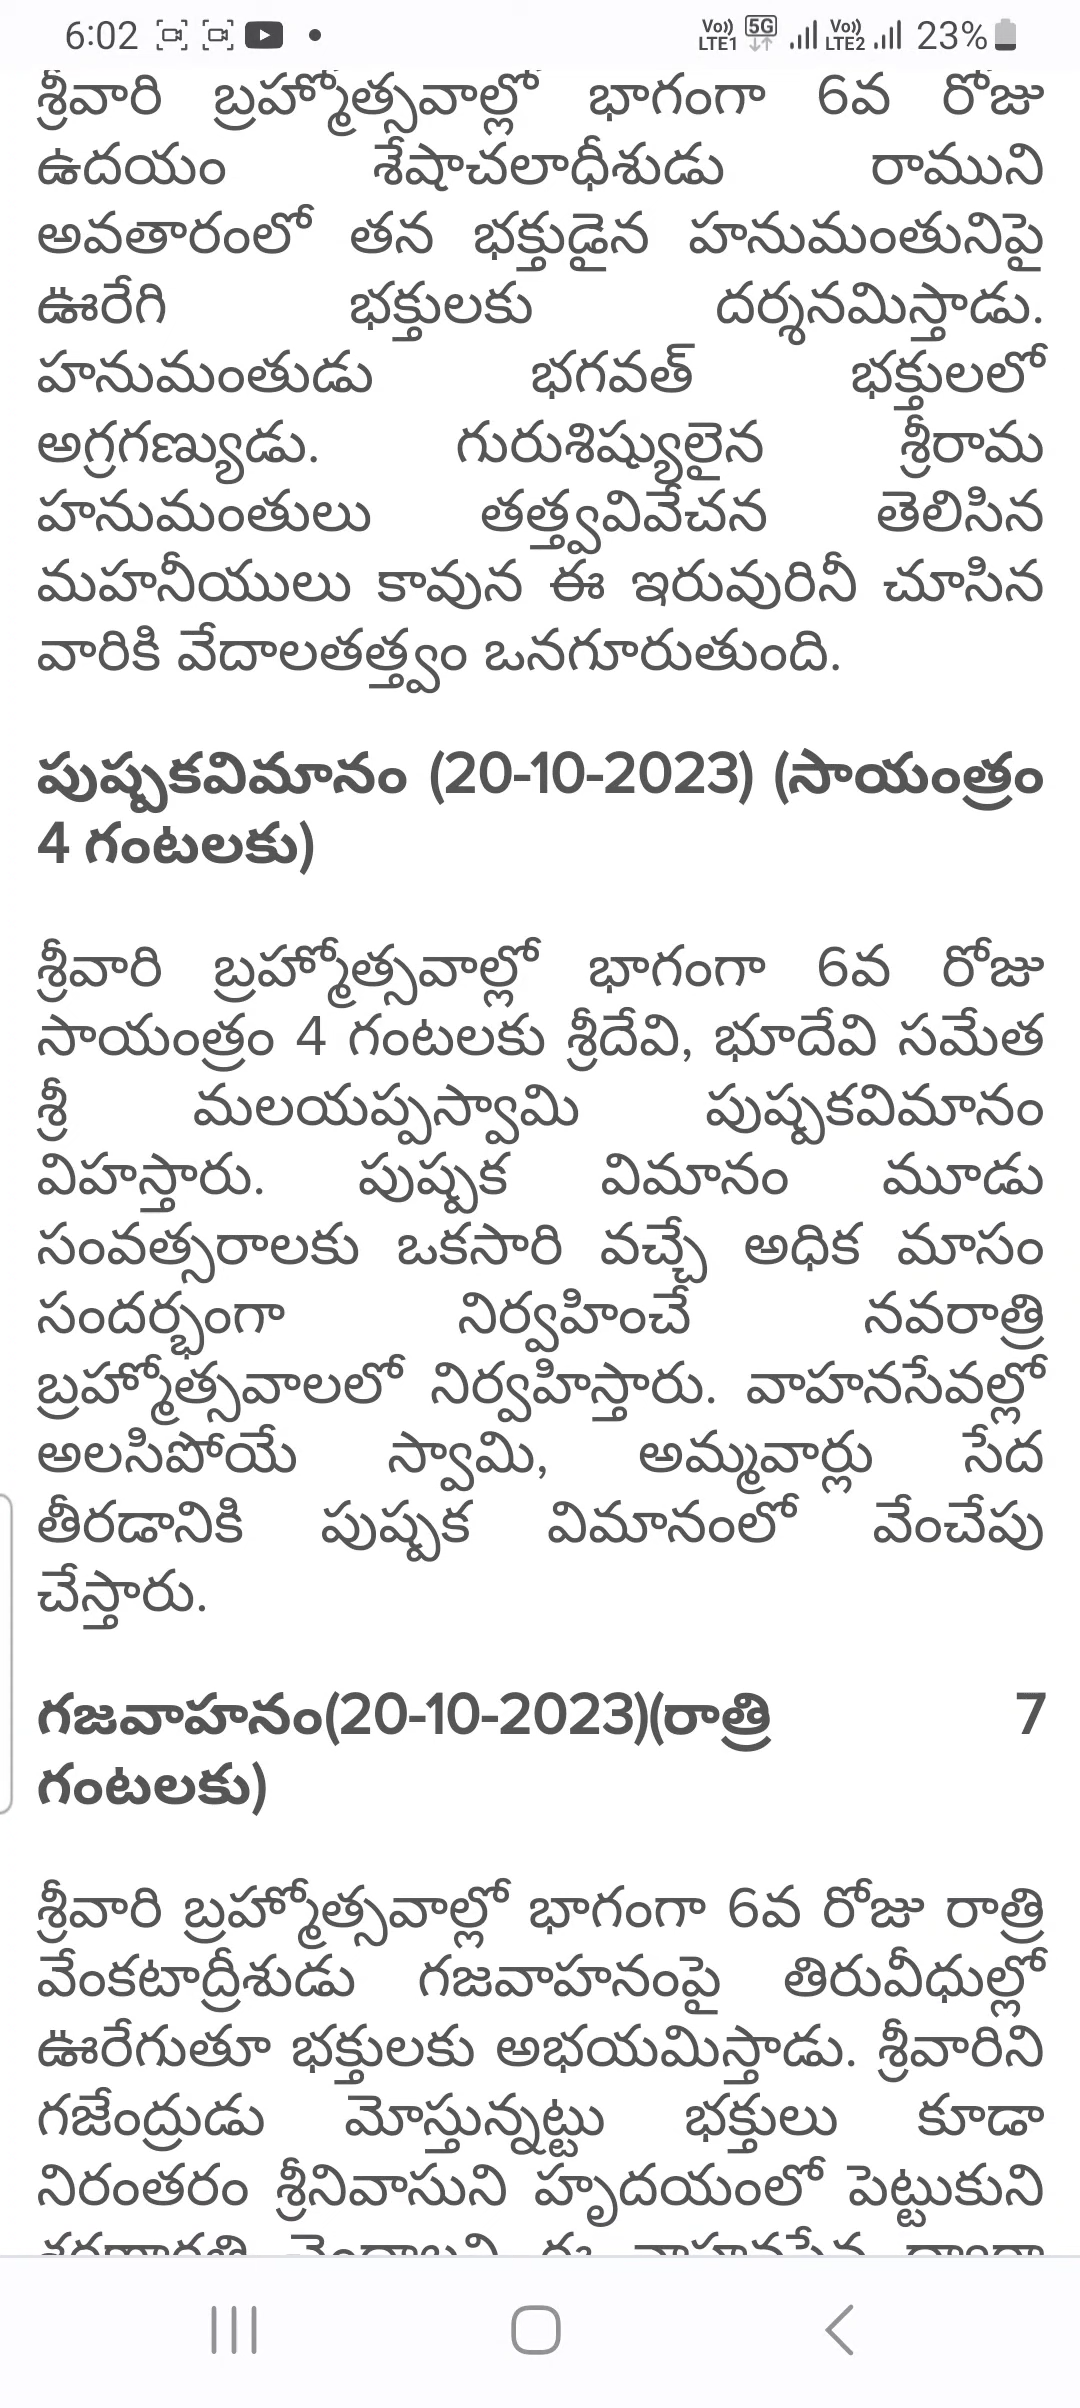 6:02
Vo)) LTE1 5G Vo)) LTE2 23%
శ్రీవారి బ్రహ్మోత్సవాల్లో భాగంగా 6వ రోజు
ఉదయం శేషాచలాధీశుడు రాముని
అవతారంలో తన భక్తుడైన హనుమంతునిపై
ఊరేగి భక్తులకు దర్శనమిస్తాడు.
హనుమంతుడు భగవత్ భక్తులలో
అగ్రగణ్యుడు. గురుశిష్యులైన శ్రీరామ
హనుమంతులు తత్త్వవివేచన తెలిసిన
మహనీయులు కావున ఈ ఇరువురినీ చూసిన
వారికి వేదాలతత్త్వం ఒనగూరుతుంది.
పుష్పకవిమానం (20-10-2023) (సాయంత్రం
4 గంటలకు)
శ్రీవారి బ్రహ్మోత్సవాల్లో భాగంగా 6వ రోజు
సాయంత్రం 4 గంటలకు శ్రీదేవి, భూదేవి సమేత
శ్రీ మలయప్పస్వామి పుష్పకవిమానం
విహస్తారు. పుష్పక విమానం మూడు
సంవత్సరాలకు ఒకసారి వచ్చే అధిక మాసం
సందర్భంగా నిర్వహించే నవరాత్రి
బ్రహ్మోత్సవాలలో నిర్వహిస్తారు. వాహనసేవల్లో
అలసిపోయే స్వామి, అమ్మవార్లు సేద
తీరడానికి పుష్పక విమానంలో వేంచేపు
చేస్తారు.
గజవాహనం(20-10-2023)(రాత్రి 7
గంటలకు)
శ్రీవారి బ్రహ్మోత్సవాల్లో భాగంగా 6వ రోజు రాత్రి
వేంకటాద్రీశుడు గజవాహనంపై తిరువీధుల్లో
ఊరేగుతూ భక్తులకు అభయమిస్తాడు. శ్రీవారిని
గజేంద్రుడు మోస్తున్నట్టు భక్తులు కూడా
నిరంతరం శ్రీనివాసుని హృదయంలో పెట్టుకుని